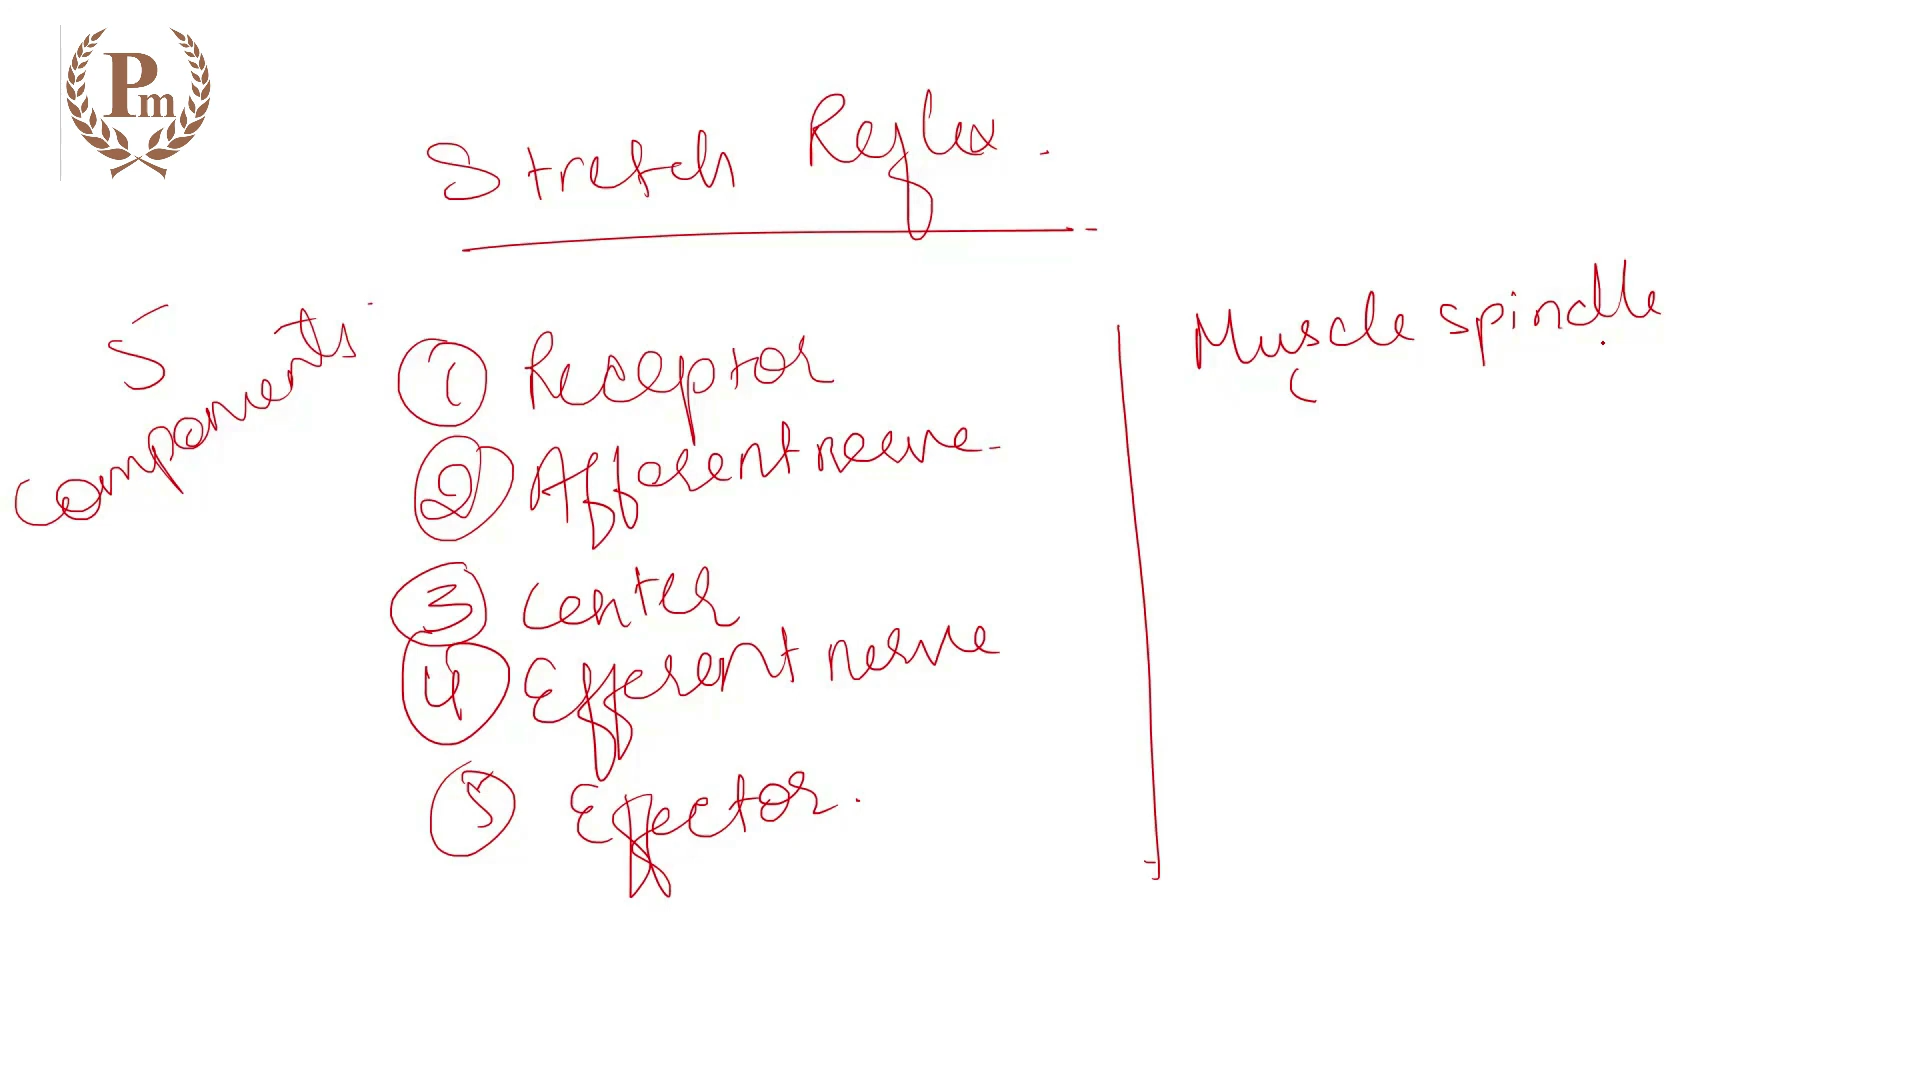 Pm
Stretch Reflex.
5
components
1 Receptor
2 Afferent nerve
3 Center
4 Efferent nerve
5 Effector.
Muscle spindle